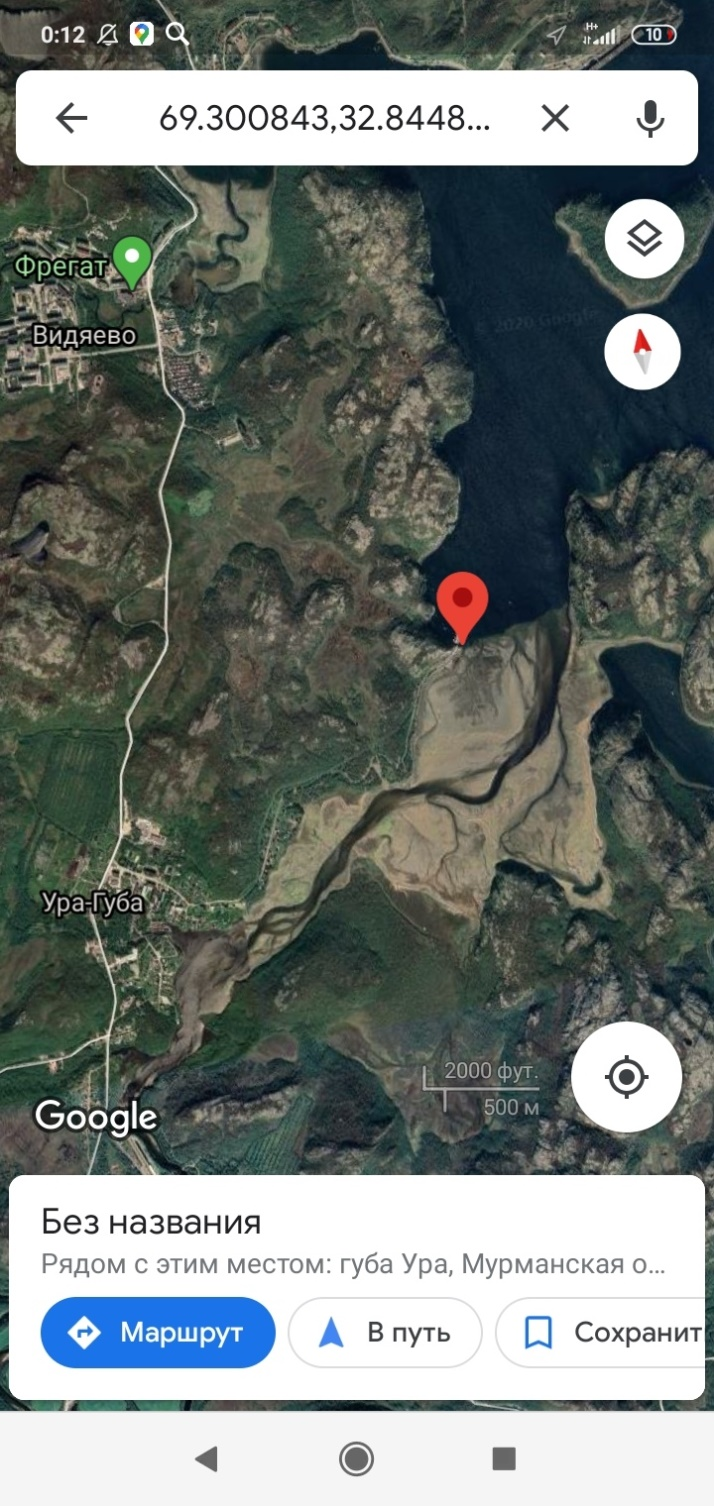 0:12 H+ 10
69.300843,32.8448...
Фрегат
Видяево
2020 Google
Ура-Губа
2000 фут.
500 м
Google
Без названия
Рядом с этим местом: губа Ура, Мурманская о...
Маршрут В путь Сохранит